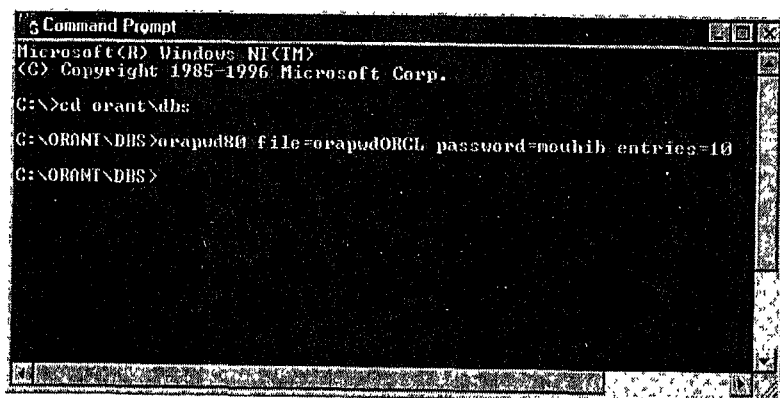 Command Prompt
Microsoft(R) Windows NT(TM)
(C) Copyright 1985-1996 Microsoft Corp.
C:\>cd orant\dbs
C:\ORANT\DBS>orapwd80 file=orapwdORCL password=mouhib entries=10
C:\ORANT\DBS>